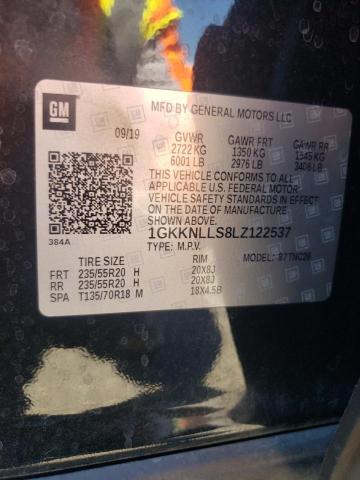 GM
MFD BY GENERAL MOTORS LLC
09/19
GVWR GAWR FRT GAWR RR
2722 KG 1350 KG 1545 KG
6001 LB 2976 LB 3406 LB
THIS VEHICLE CONFORMS TO ALL
APPLICABLE U.S. FEDERAL MOTOR
VEHICLE SAFETY STANDARDS IN EFFECT
ON THE DATE OF MANUFACTURE
SHOWN ABOVE.
1GKKNLLS8LZ122537
TYPE: M.P.V. MODEL:
384A
TIRE SIZE RIM
FRT 235/55R20 H 20X8J
RR 235/55R20 H 20X8J
SPA T135/70R18 M 18X4.5B